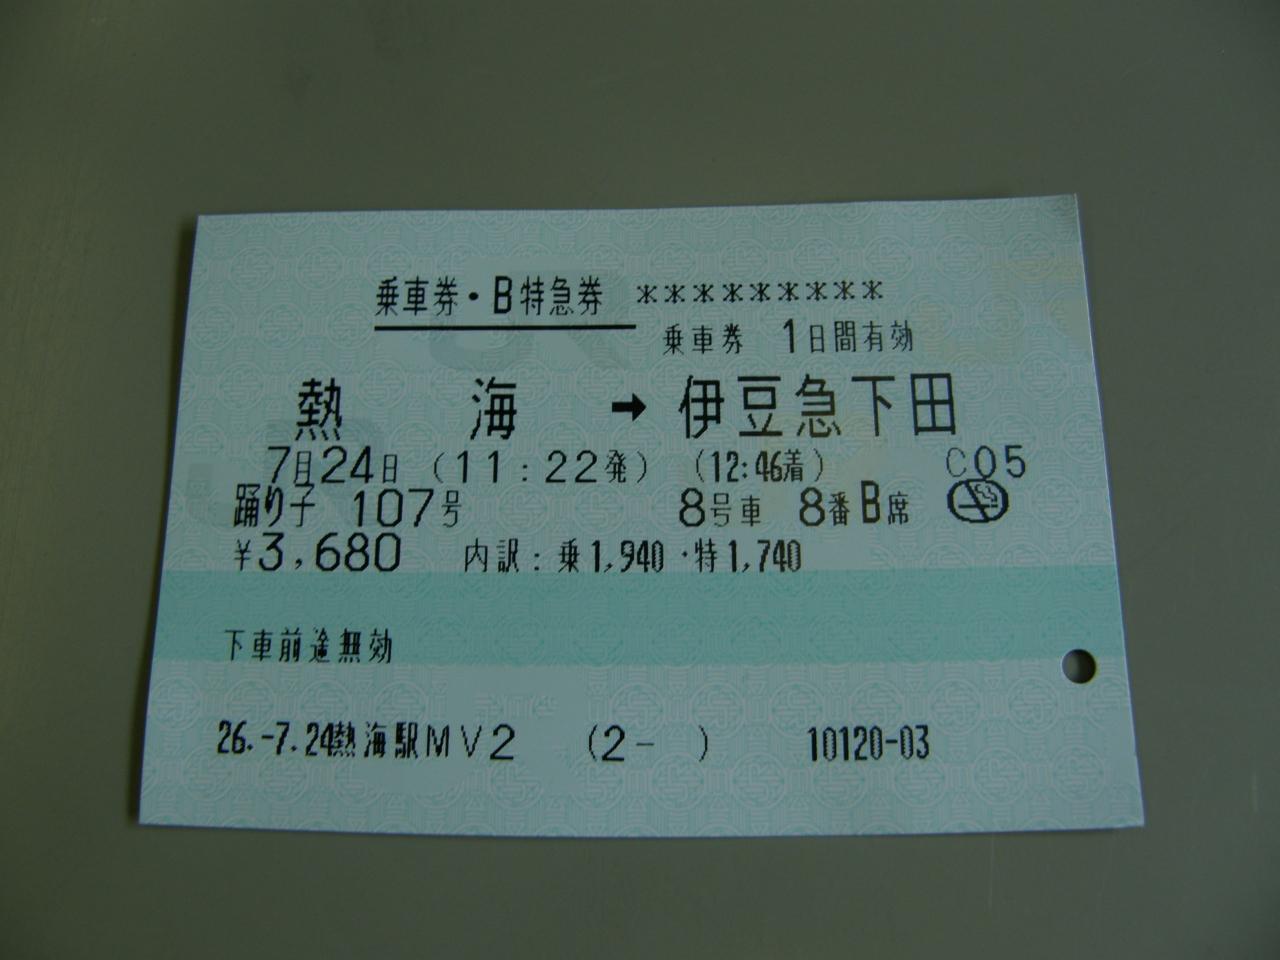 乗車券・B特急券 *********
乗車券 1日間有効
熱海 → 伊豆急下田
7月24日 (11:22発) (12:46着) C05
踊り子 107号 8号車 8番B席
¥3,680 内訳:乗1,940・特1,740
下車前途無効
26.-7.24熱海駅MV2 (2- ) 10120-03